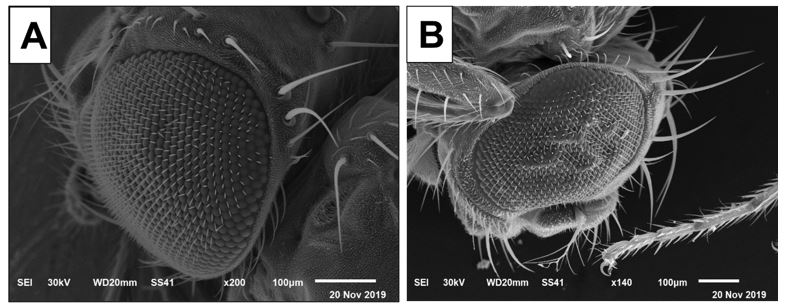 A
SEI 30kV WD20mm SS41 x200 100µm
20 Nov 2019
B
SEI 30kV WD20mm SS41 x140 100µm
20 Nov 2019